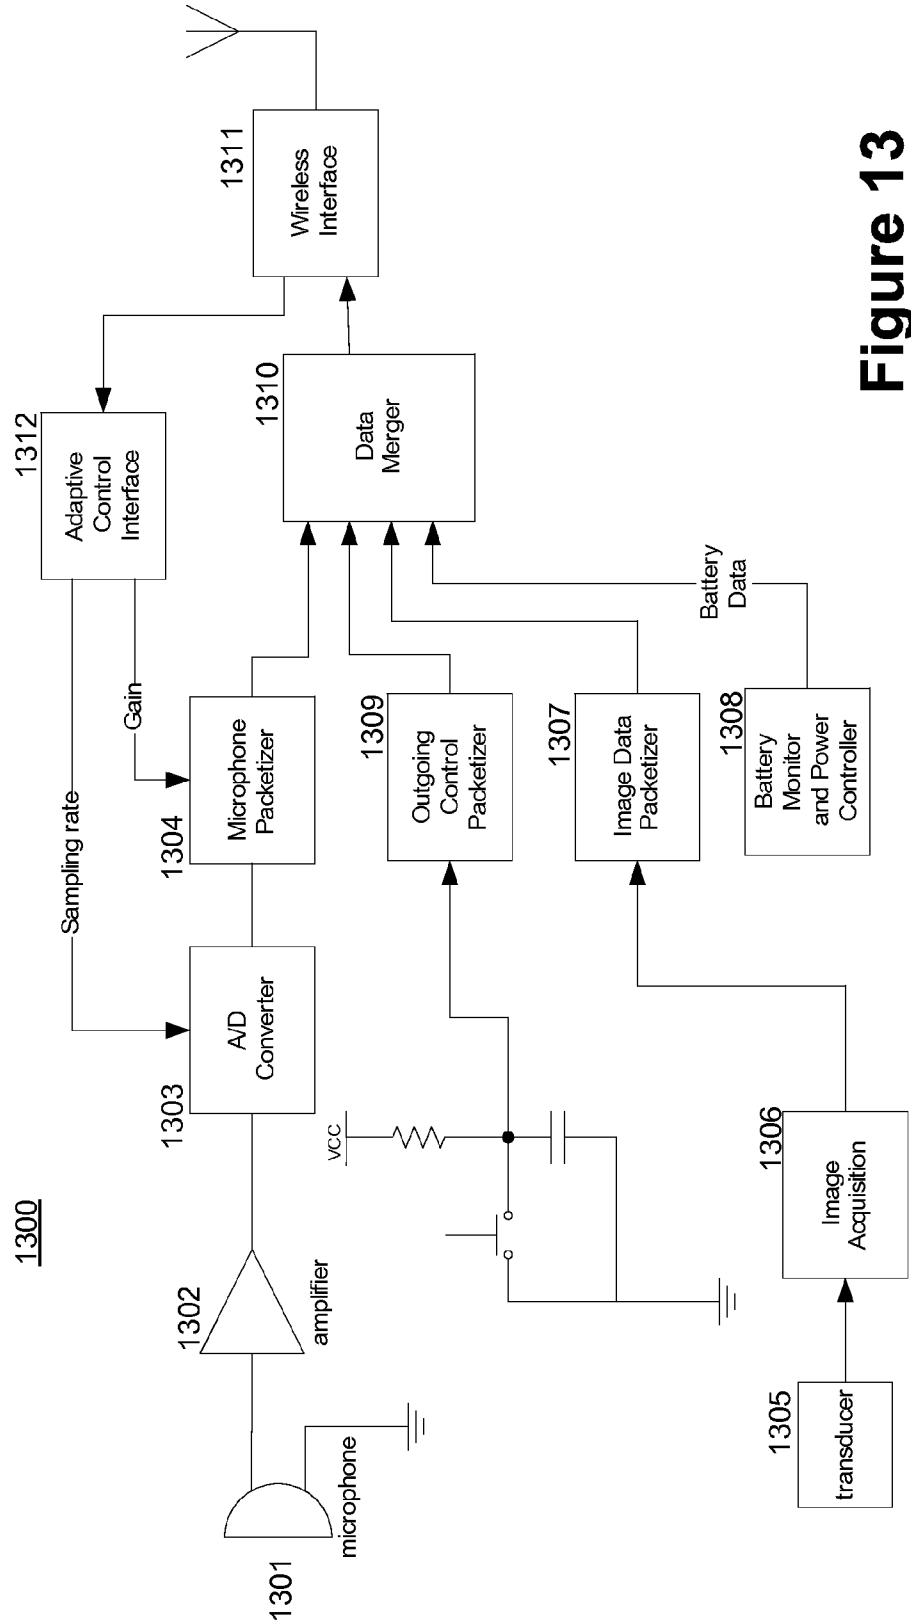 1300
1301
microphone
1302
amplifier
1303
A/D
Converter
Sampling rate
1304
Microphone
Packetizer
Gain
1312
Adaptive
Control
Interface
1311
Wireless
Interface
1310
Data
Merger
VCC
1309
Outgoing
Control
Packetizer
1305
transducer
1306
Image
Acquisition
1307
Image Data
Packetizer
1308
Battery
Monitor
and Power
Controller
Battery
Data
Figure 13